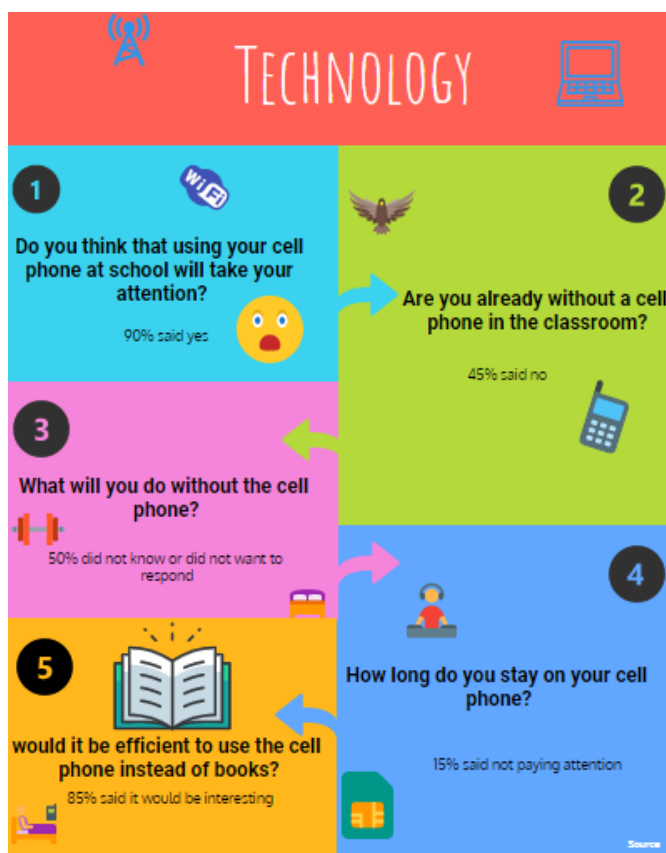 TECHNOLOGY
1
WiFi
Do you think that using your cell
phone at school will take your
attention?
90% said yes
2
Are you already without a cell
phone in the classroom?
45% said no
3
What will you do without the cell
phone?
50% did not know or did not want to
respond
4
How long do you stay on your cell
phone?
15% said not paying attention
5
would it be efficient to use the cell
phone instead of books?
85% said it would be interesting
Source